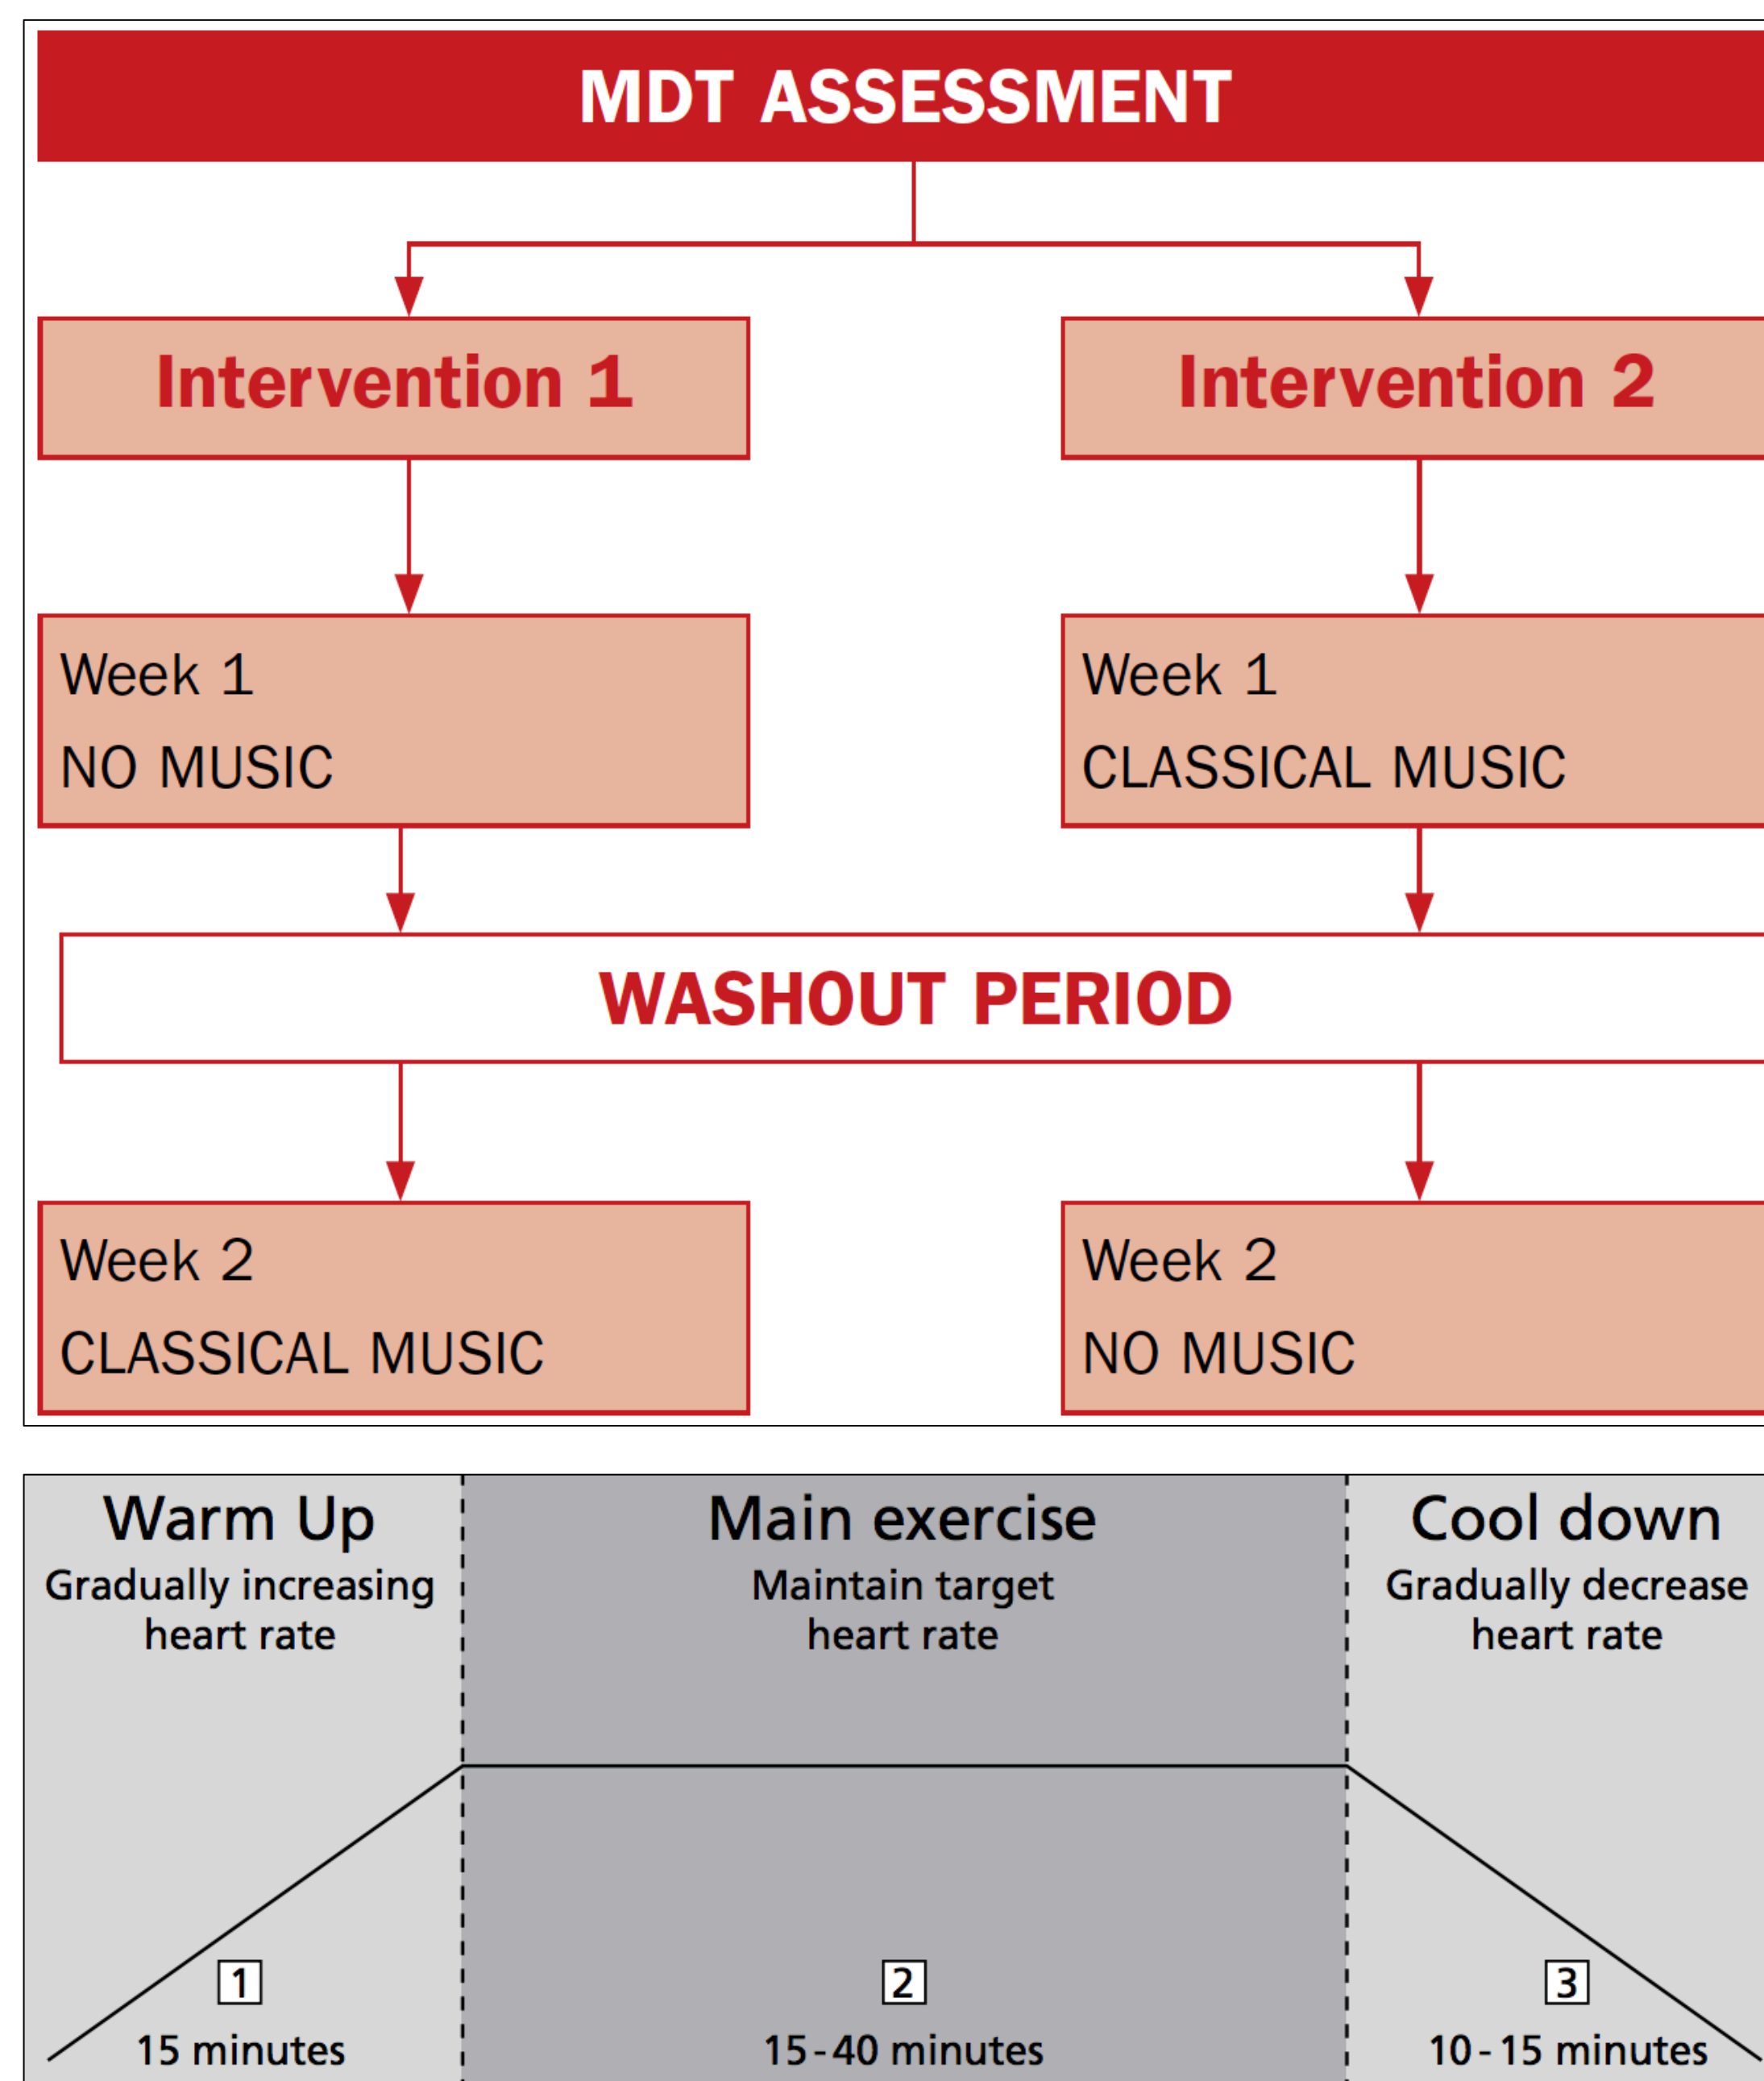 MDT ASSESSMENT
Intervention 1
Intervention 2
Week 1
NO MUSIC
Week 1
CLASSICAL MUSIC
WASHOUT PERIOD
Week 2
CLASSICAL MUSIC
Week 2
NO MUSIC
Warm Up
Gradually increasing
heart rate
1
15 minutes
Main exercise
Maintain target
heart rate
2
15-40 minutes
Cool down
Gradually decrease
heart rate
3
10-15 minutes